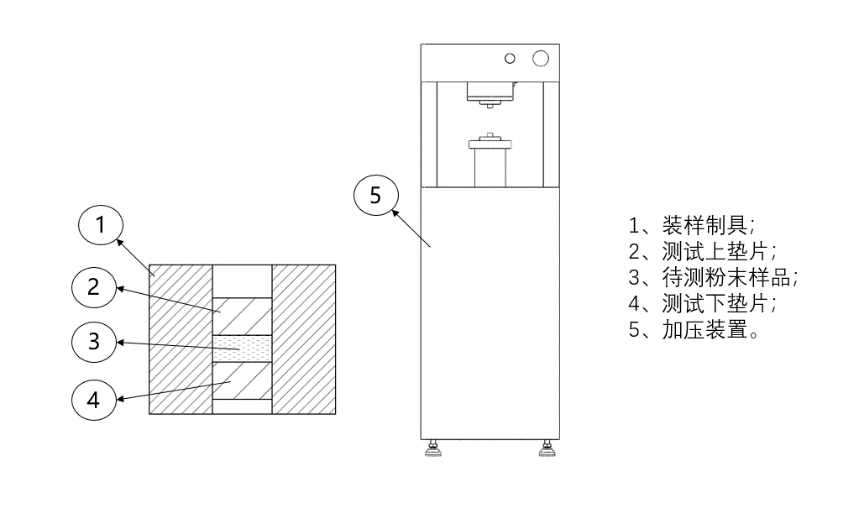 1
2
3
4
5
1、装样制具；
2、测试上垫片；
3、待测粉末样品；
4、测试下垫片；
5、加压装置。